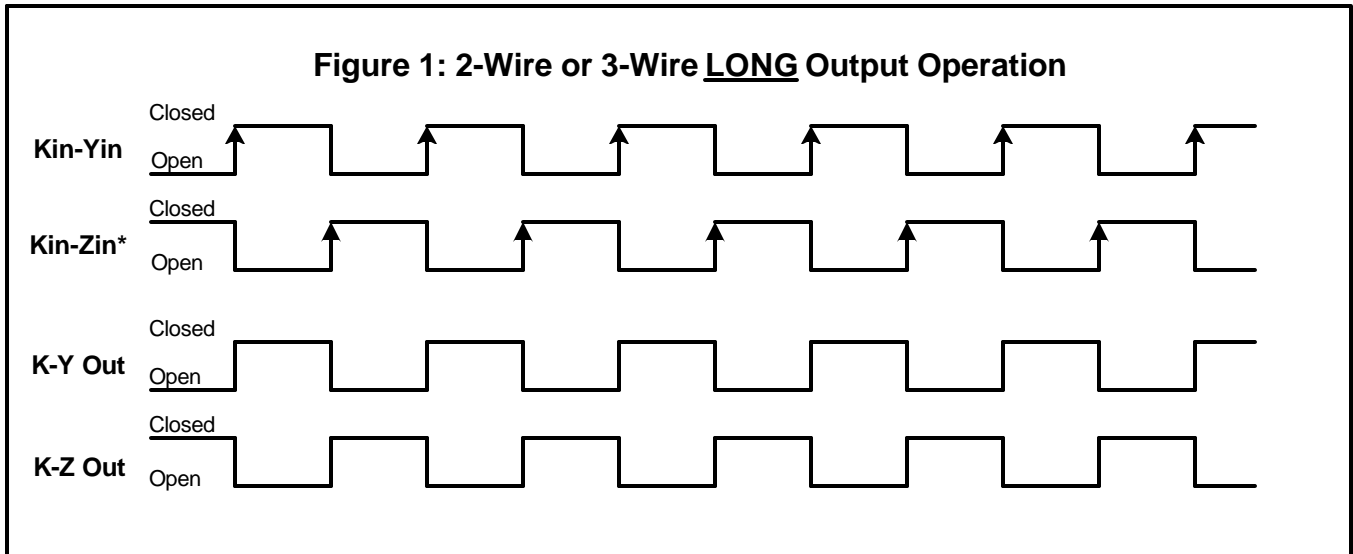 Figure 1: 2-Wire or 3-Wire LONG Output Operation
Closed
Kin-Yin
Open
Closed
Kin-Zin*
Open
Closed
K-Y Out
Open
Closed
K-Z Out
Open